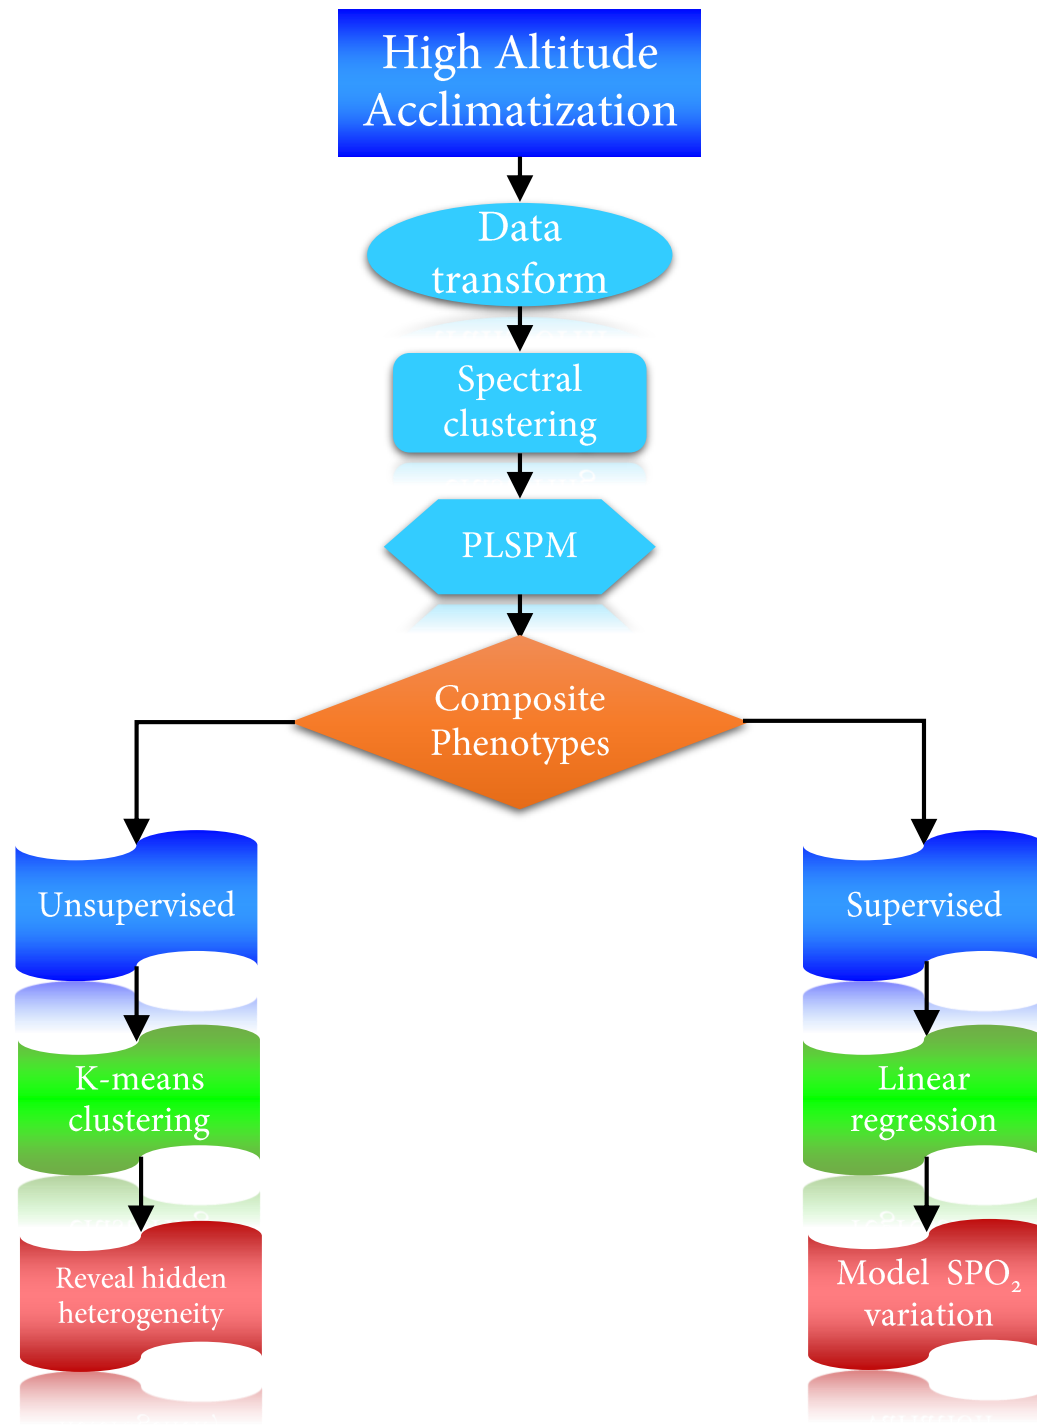 High Altitude
Acclimatization
Data
transform
Spectral
clustering
PLSPM
Composite
Phenotypes
Unsupervised
Supervised
K-means
clustering
Linear
regression
Reveal hidden
heterogeneity
Model SPO₂
variation